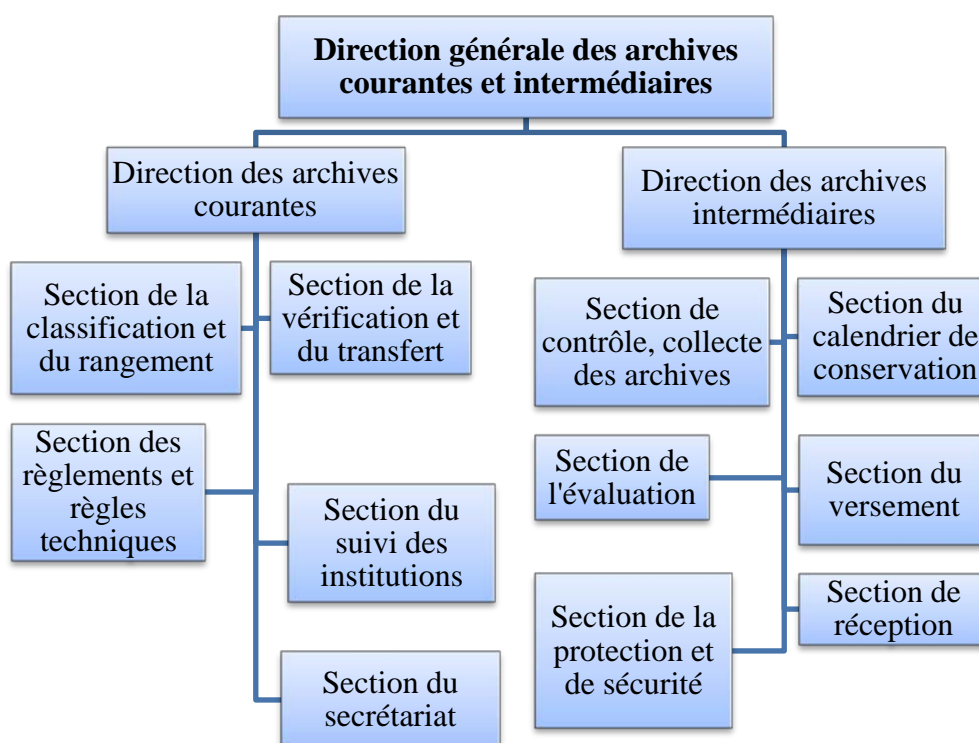 Direction générale des archives
courantes et intermédiaires
Direction des archives
courantes
Direction des archives
intermédiaires
Section de la
classification et
du rangement
Section de la
vérification et
du transfert
Section de
contrôle, collecte
des archives
Section du
calendrier de
conservation
Section des
règlements et
règles
techniques
Section du
suivi des
institutions
Section de
l'évaluation
Section du
versement
Section du
secrétariat
Section de la
protection et
de sécurité
Section de
réception